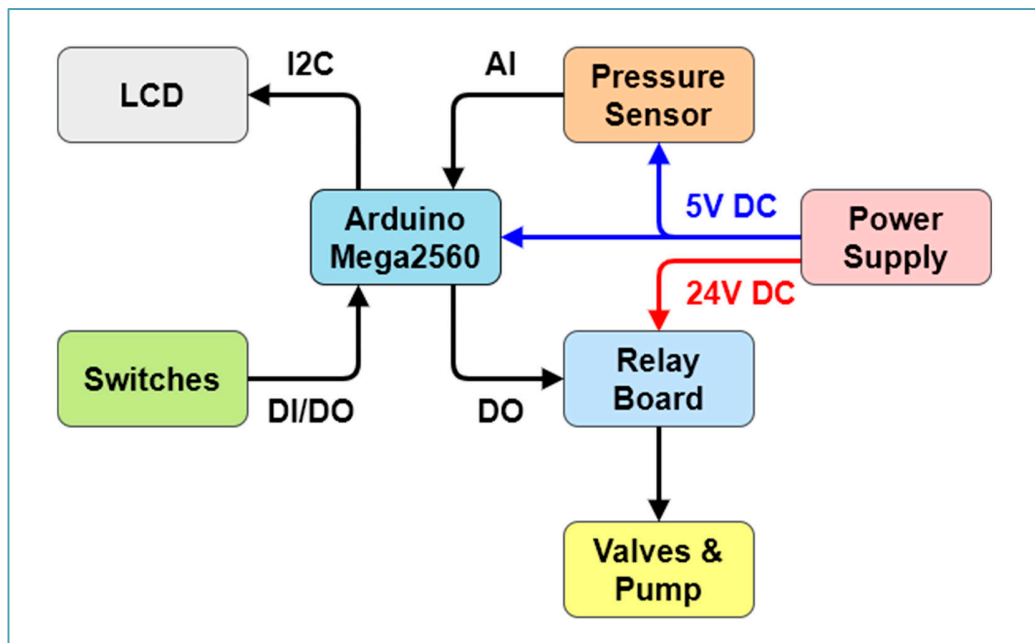 LCD
I2C
AI
Pressure
Sensor
Arduino
Mega2560
5V DC
Power
Supply
24V DC
Switches
DI/DO
DO
Relay
Board
Valves &
Pump